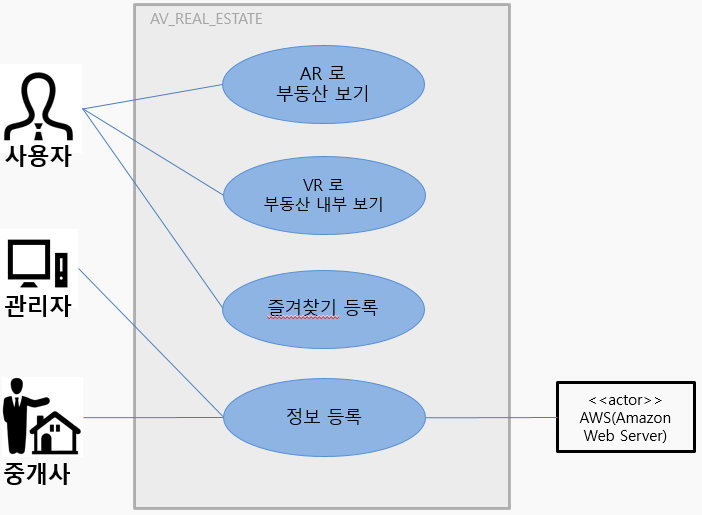 AV_REAL_ESTATE
AR 로
부동산 보기
사용자
VR 로
부동산 내부 보기
관리자
즐겨찾기 등록
정보 등록
<<actor>>
AWS(Amazon
Web Server)
중개사